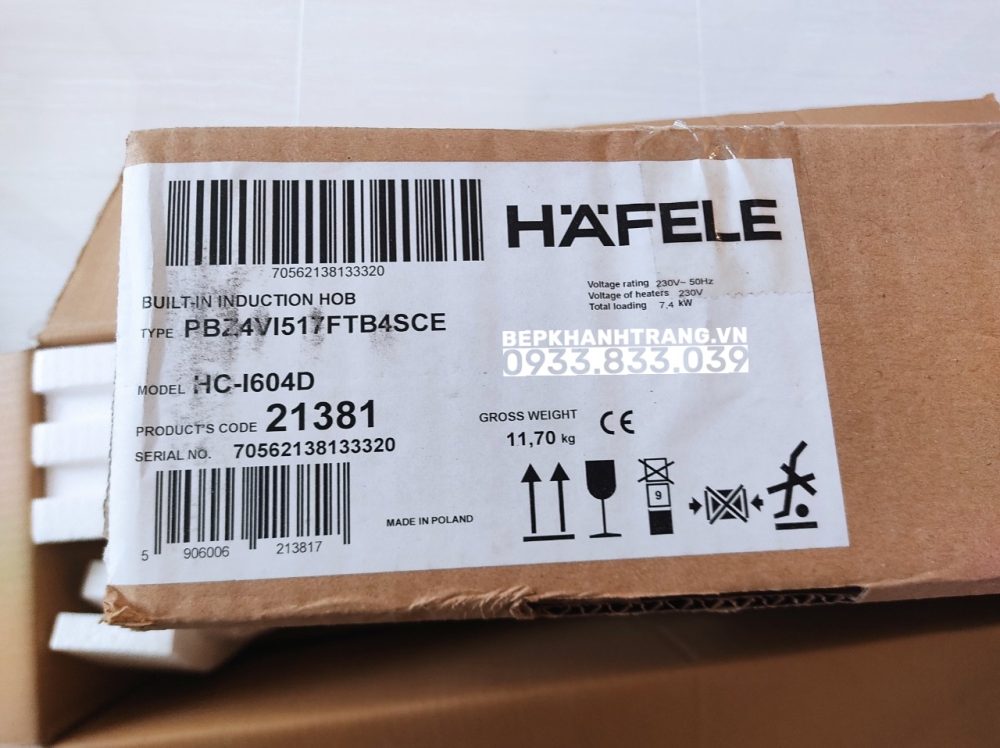 HÄFELE
70562138133320
BUILT-IN INDUCTION HOB
TYPE PBZ4VI517FTB4SCE
Voltage rating 230V~ 50Hz
Voltage of heaters 230V
Total loading 7,4 kW
BEPKHANHTRANG.VN
0933.833.039
MODEL HC-I604D
PRODUCT'S CODE 21381
SERIAL NO. 70562138133320
GROSS WEIGHT
11,70 kg
CE
9
MADE IN POLAND
5 906006 213817